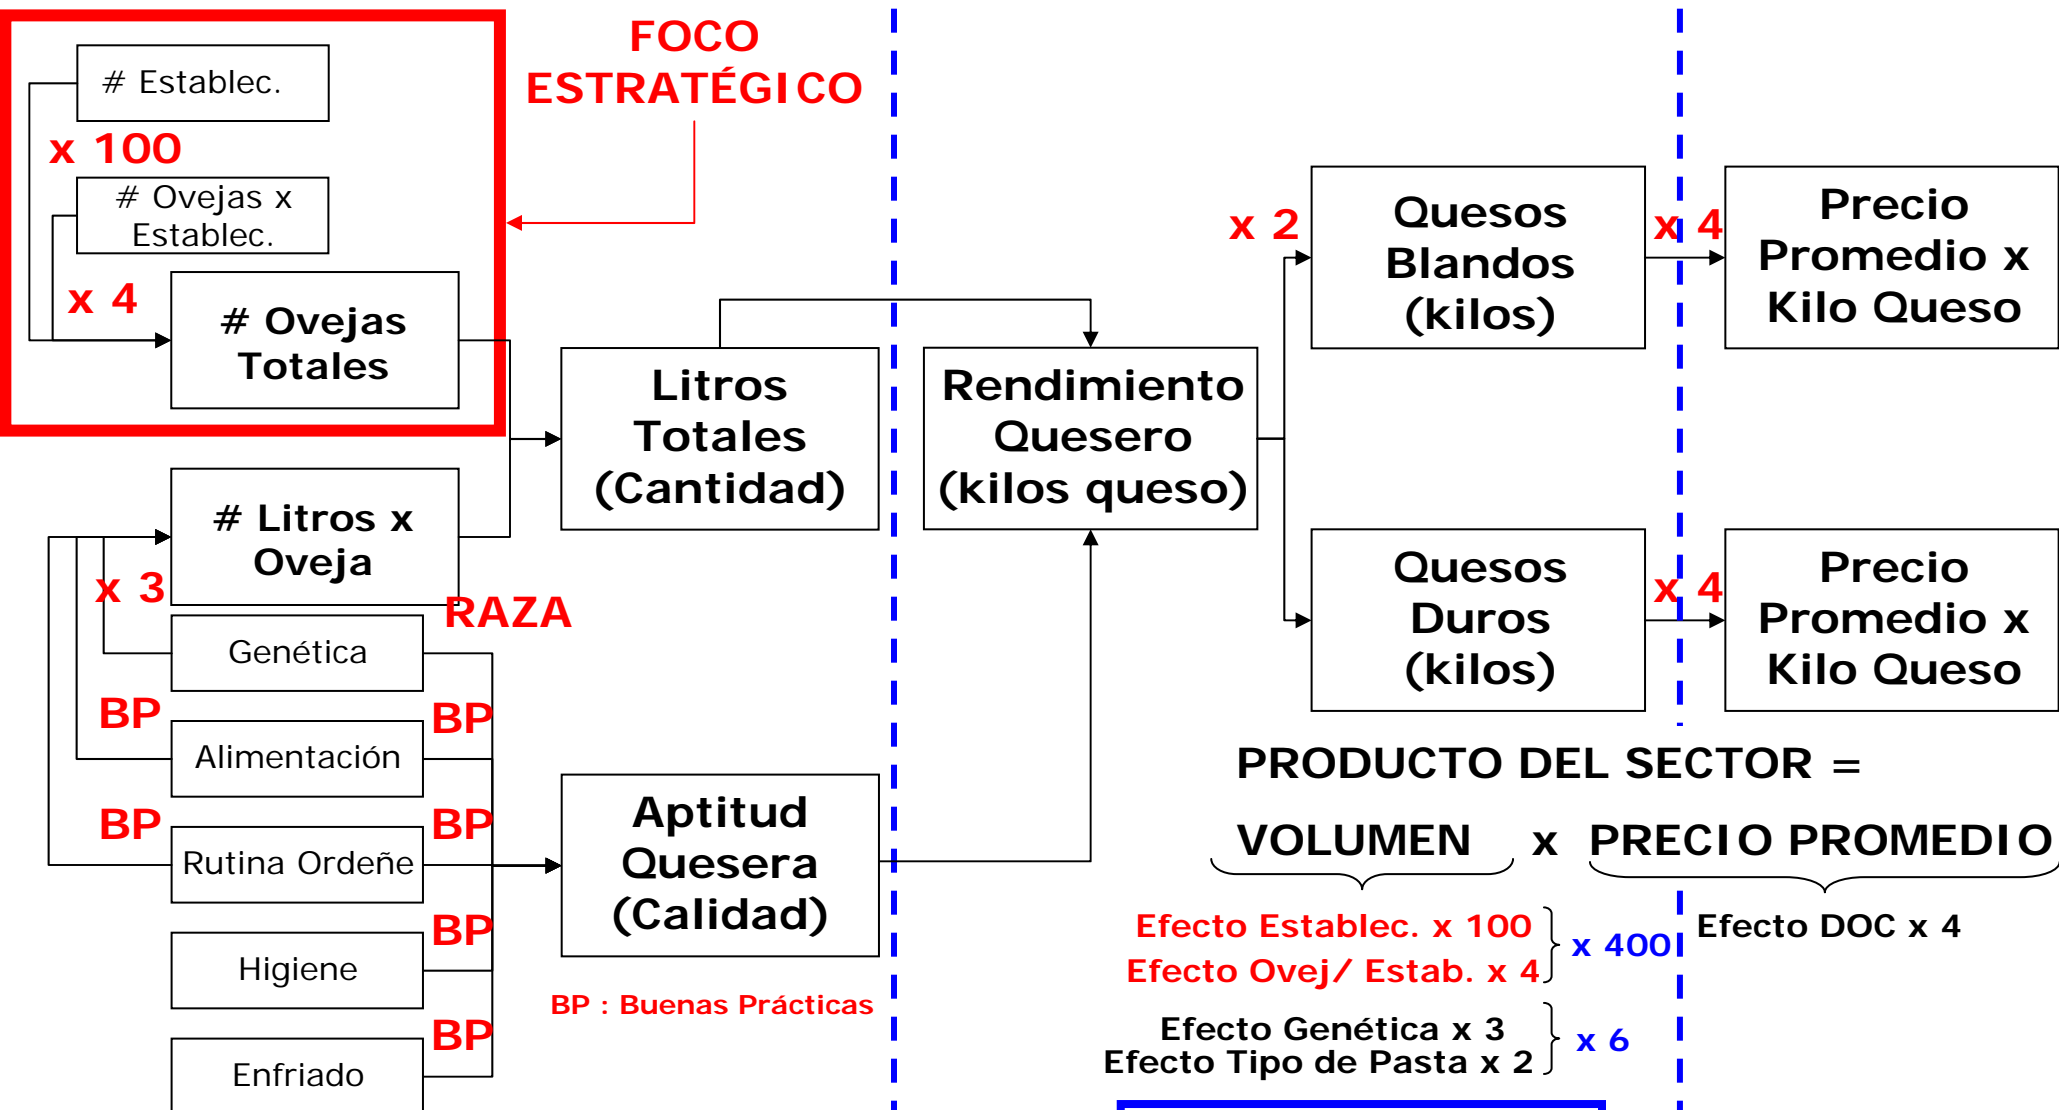 FOCO
ESTRATÉGICO
# Establec.
x 100
# Ovejas x
Establec.
x 4
# Ovejas
Totales
# Litros x
Oveja
x 3
RAZA
Genética
BP
BP
Alimentación
BP
BP
Rutina Ordeñe
BP
Higiene
BP
Enfriado
Litros
Totales
(Cantidad)
Aptitud
Quesera
(Calidad)
BP : Buenas Prácticas
Rendimiento
Quesero
(kilos queso)
x 2
Quesos
Blandos
(kilos)
x 4
Precio
Promedio x
Kilo Queso
Quesos
Duros
(kilos)
x 4
Precio
Promedio x
Kilo Queso
PRODUCTO DEL SECTOR =
VOLUMEN x PRECIO PROMEDIO
Efecto Establec. x 100
Efecto Ovej/ Estab. x 4
x 400
Efecto DOC x 4
Efecto Genética x 3
Efecto Tipo de Pasta x 2
x 6